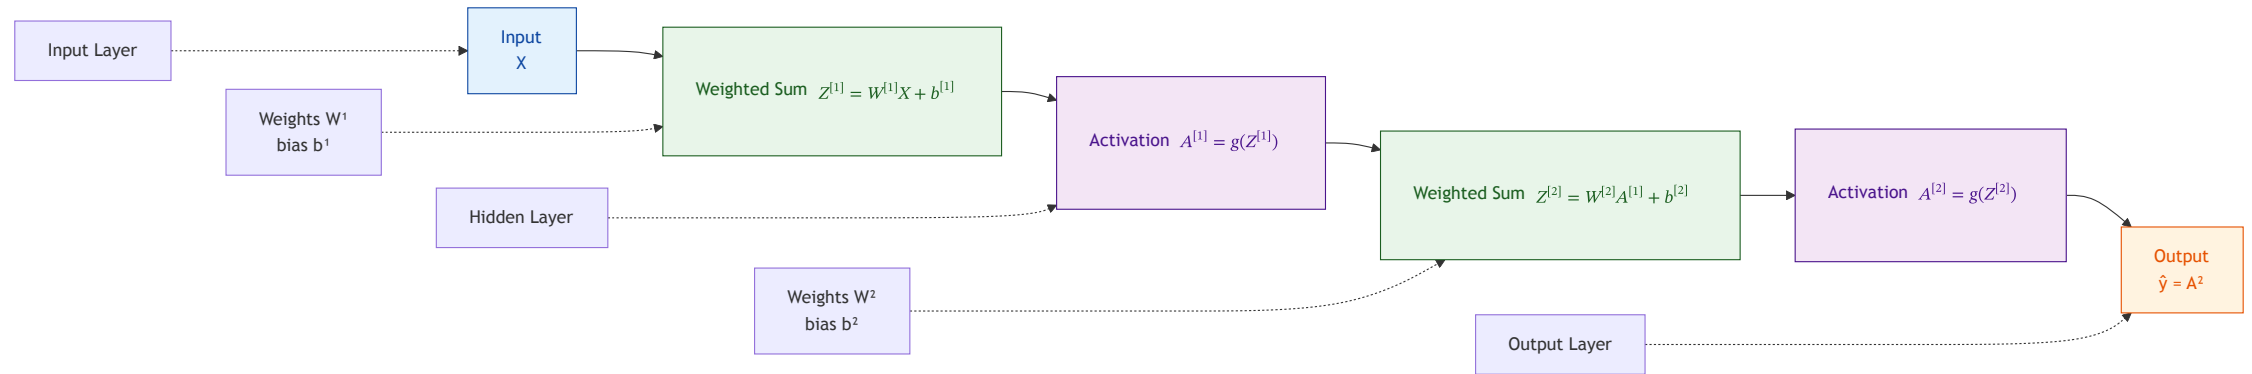 Input Layer
Input
X
Weights W¹
bias b¹
Weighted Sum Z^[1] = W^[1]X + b^[1]
Activation A^[1] = g(Z^[1])
Hidden Layer
Weights W²
bias b²
Weighted Sum Z^[2] = W^[2]A^[1] + b^[2]
Activation A^[2] = g(Z^[2])
Output
ŷ = A²
Output Layer